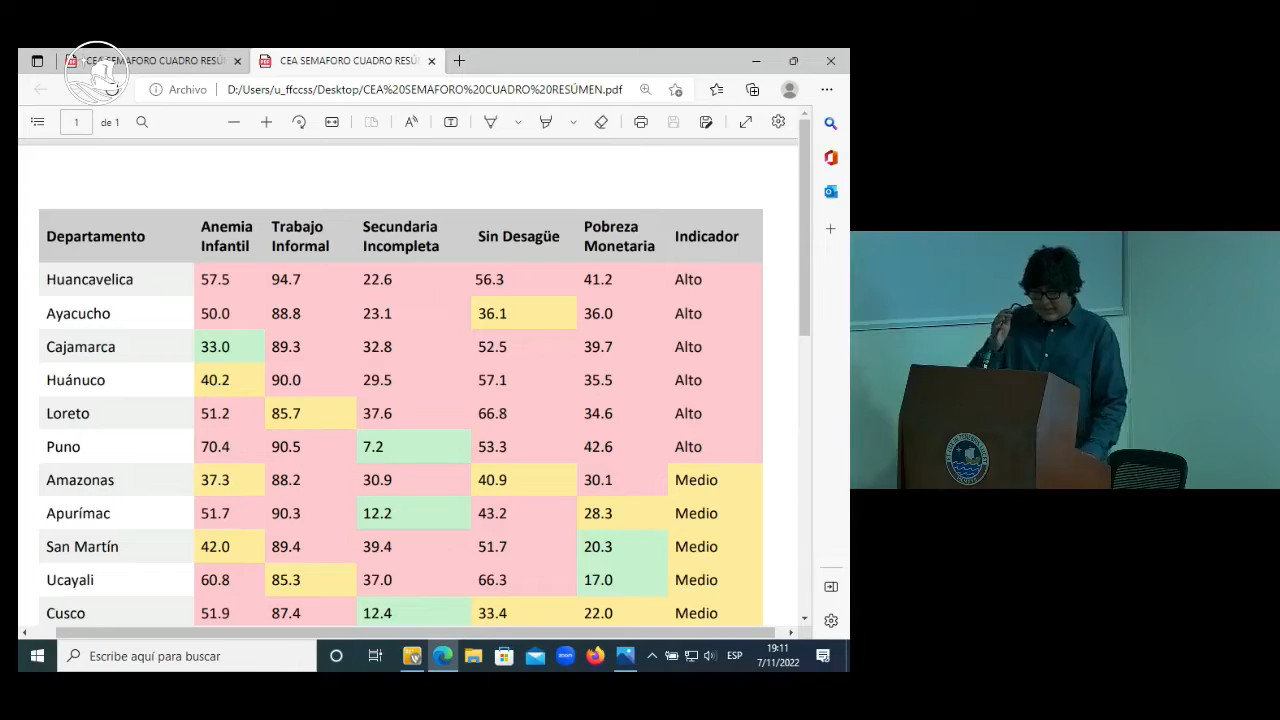 CEA SEMAFORO CUADRO RESÚ
CEA SEMAFORO CUADRO RESÚ
Archivo
D:/Users/u_ffccss/Desktop/CEA%20SEMAFORO%20CUADRO%20RESÚMEN.pdf
1 de 1
Departamento Anemia Infantil Trabajo Informal Secundaria Incompleta Sin Desagüe Pobreza Monetaria Indicador
Huancavelica 57.5 94.7 22.6 56.3 41.2 Alto
Ayacucho 50.0 88.8 23.1 36.1 36.0 Alto
Cajamarca 33.0 89.3 32.8 52.5 39.7 Alto
Huánuco 40.2 90.0 29.5 57.1 35.5 Alto
Loreto 51.2 85.7 37.6 66.8 34.6 Alto
Puno 70.4 90.5 7.2 53.3 42.6 Alto
Amazonas 37.3 88.2 30.9 40.9 30.1 Medio
Apurímac 51.7 90.3 12.2 43.2 28.3 Medio
San Martín 42.0 89.4 39.4 51.7 20.3 Medio
Ucayali 60.8 85.3 37.0 66.3 17.0 Medio
Cusco 51.9 87.4 12.4 33.4 22.0 Medio
Escribe aquí para buscar
zoom
ESP
19:11
7/11/2022